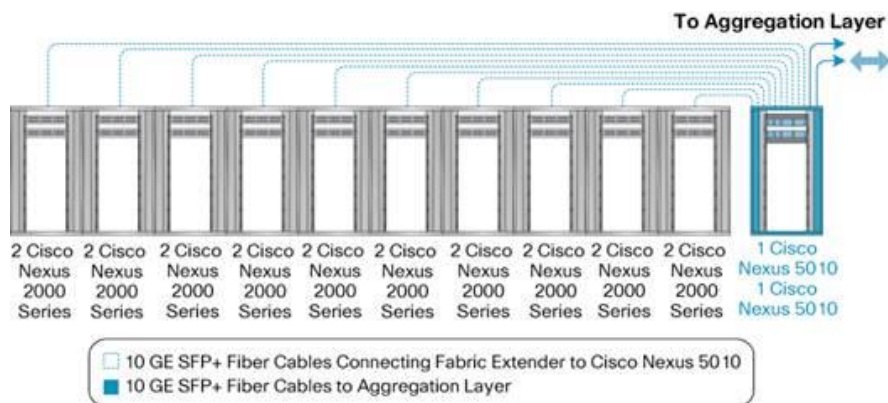 To Aggregation Layer
2 Cisco Nexus 2000 Series
2 Cisco Nexus 2000 Series
2 Cisco Nexus 2000 Series
2 Cisco Nexus 2000 Series
2 Cisco Nexus 2000 Series
2 Cisco Nexus 2000 Series
2 Cisco Nexus 2000 Series
2 Cisco Nexus 2000 Series
2 Cisco Nexus 2000 Series
2 Cisco Nexus 2000 Series
1 Cisco
Nexus 5010
1 Cisco
Nexus 5010
10 GE SFP+ Fiber Cables Connecting Fabric Extender to Cisco Nexus 5010
10 GE SFP+ Fiber Cables to Aggregation Layer